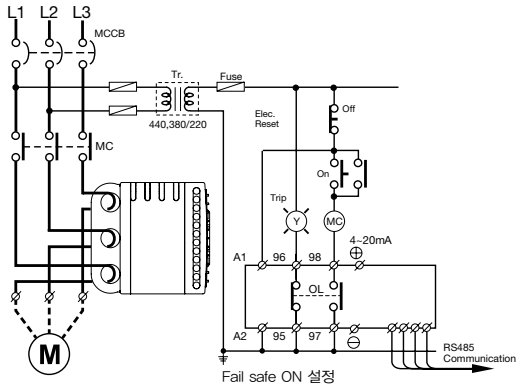 L1 L2 L3
MCCB
Tr.
Fuse
440,380/220
Elec.
Reset
Off
MC
On
Trip
Y
MC
4~20mA
A1 96 98
OL
A2 95 97
M
RS485
Communication
Fail safe ON 설정